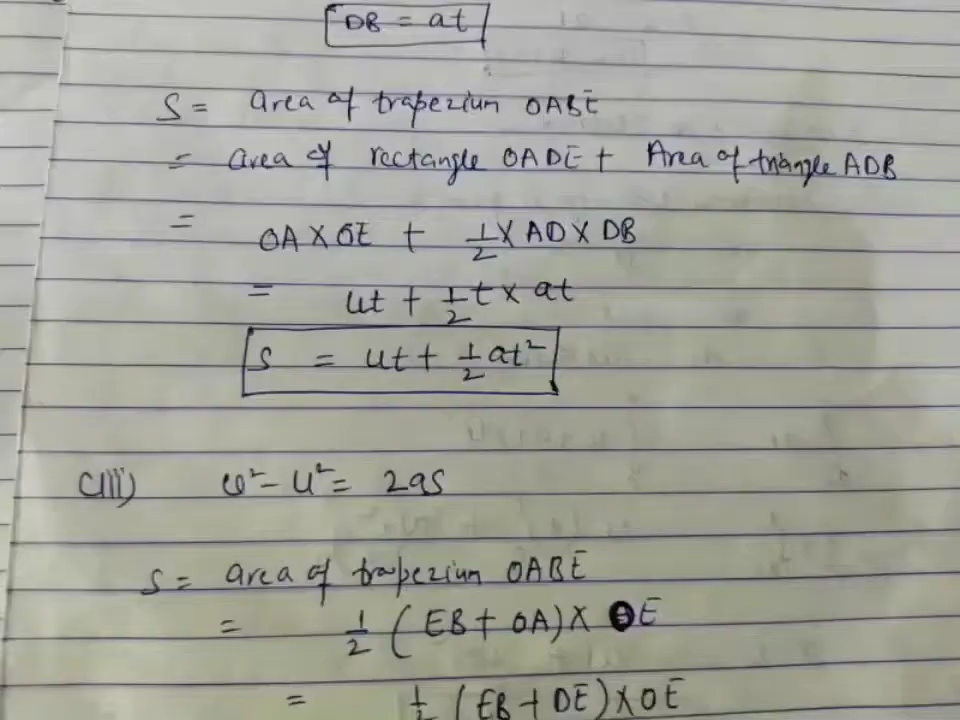 DB = at
S = area of trapezium OABE
= area of rectangle OADE + Area of triangle ADB
= OA X OE + 1/2 X AD X DB
= ut + 1/2 t x at
S = ut + 1/2 at²
(iii) v² - u² = 2as
S = area of trapezium OABE
= 1/2 (EB + OA) X OE
= 1/2 (EB + DE) X OE